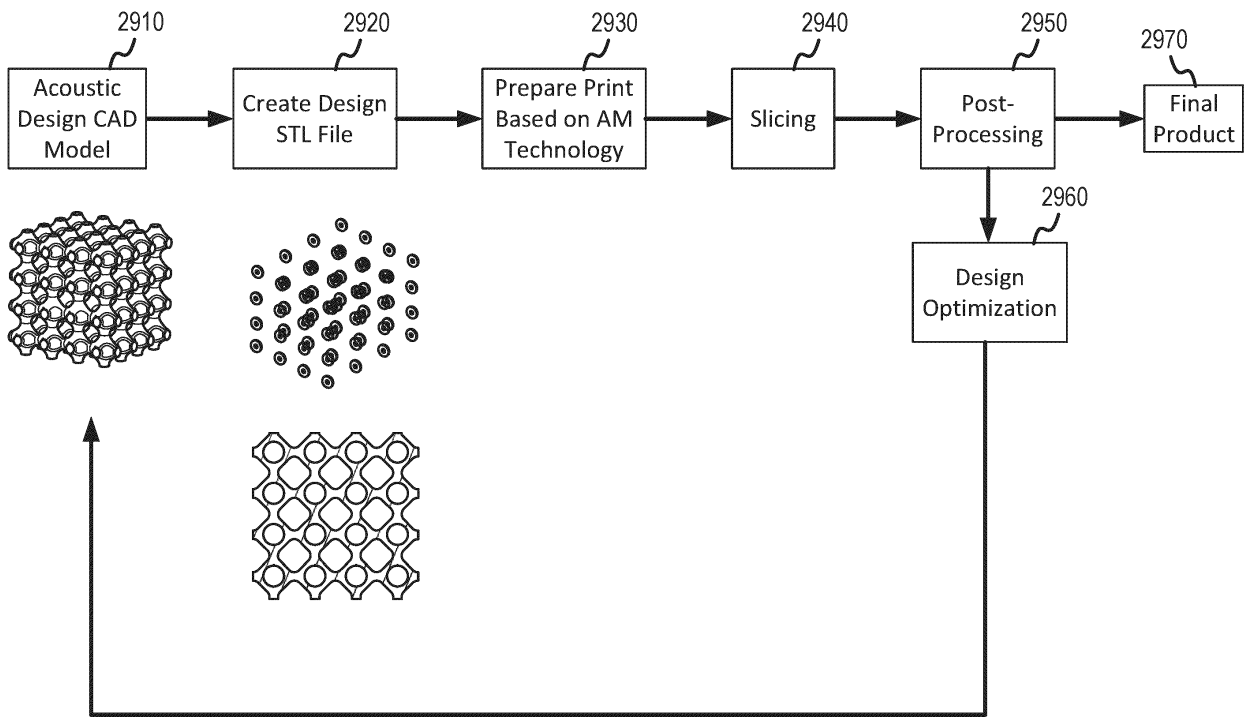 2910
2920
2930
2940
2950
2970
Acoustic
Design CAD
Model
Create Design
STL File
Prepare Print
Based on AM
Technology
Slicing
Post-
Processing
Final
Product
2960
Design
Optimization